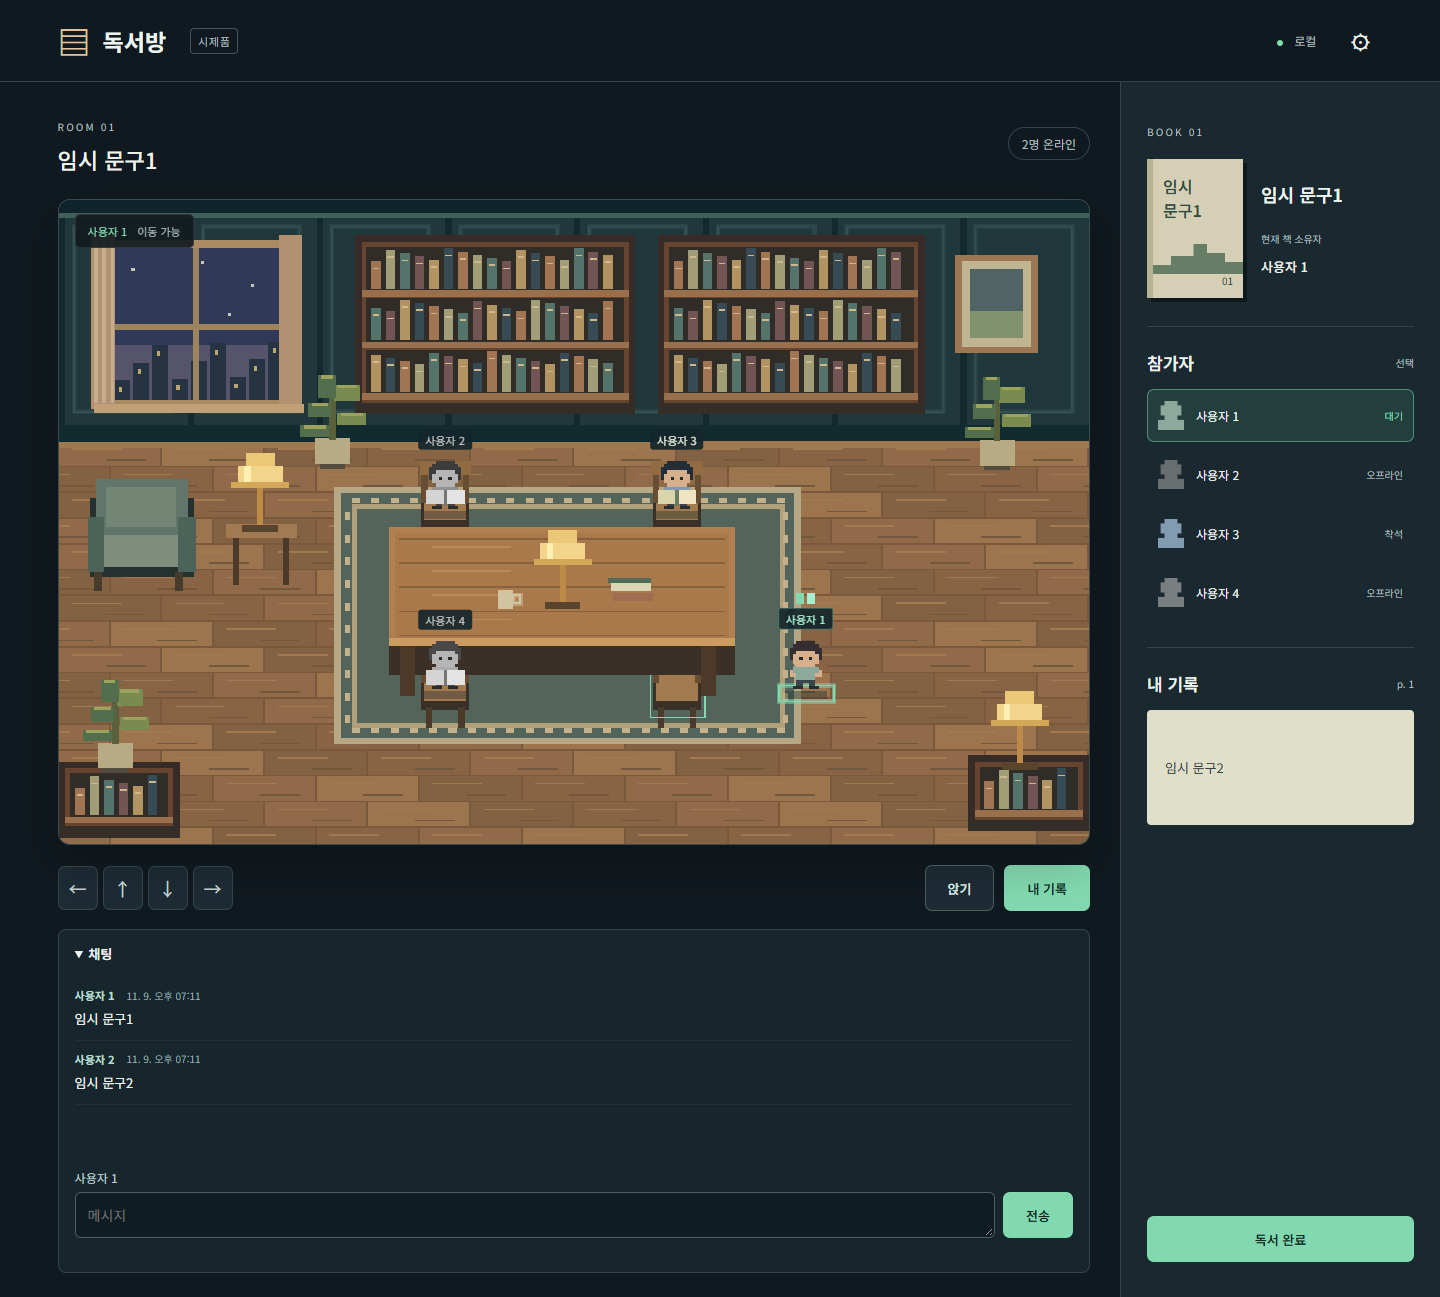 독서방
시제품
로컬
ROOM 01
임시 문구1
2명 온라인
사용자 1 이동 가능
사용자 2
사용자 3
사용자 4
사용자 1
← ↑ ↓ →
앉기
내 기록
▼ 채팅
사용자 1 11. 9. 오후 07:11
임시 문구1
사용자 2 11. 9. 오후 07:11
임시 문구2
사용자 1
메시지
전송
BOOK 01
임시
문구1
01
임시 문구1
현재 책 소유자
사용자 1
참가자
선택
사용자 1
대기
사용자 2
오프라인
사용자 3
착석
사용자 4
오프라인
내 기록
p. 1
임시 문구2
독서 완료